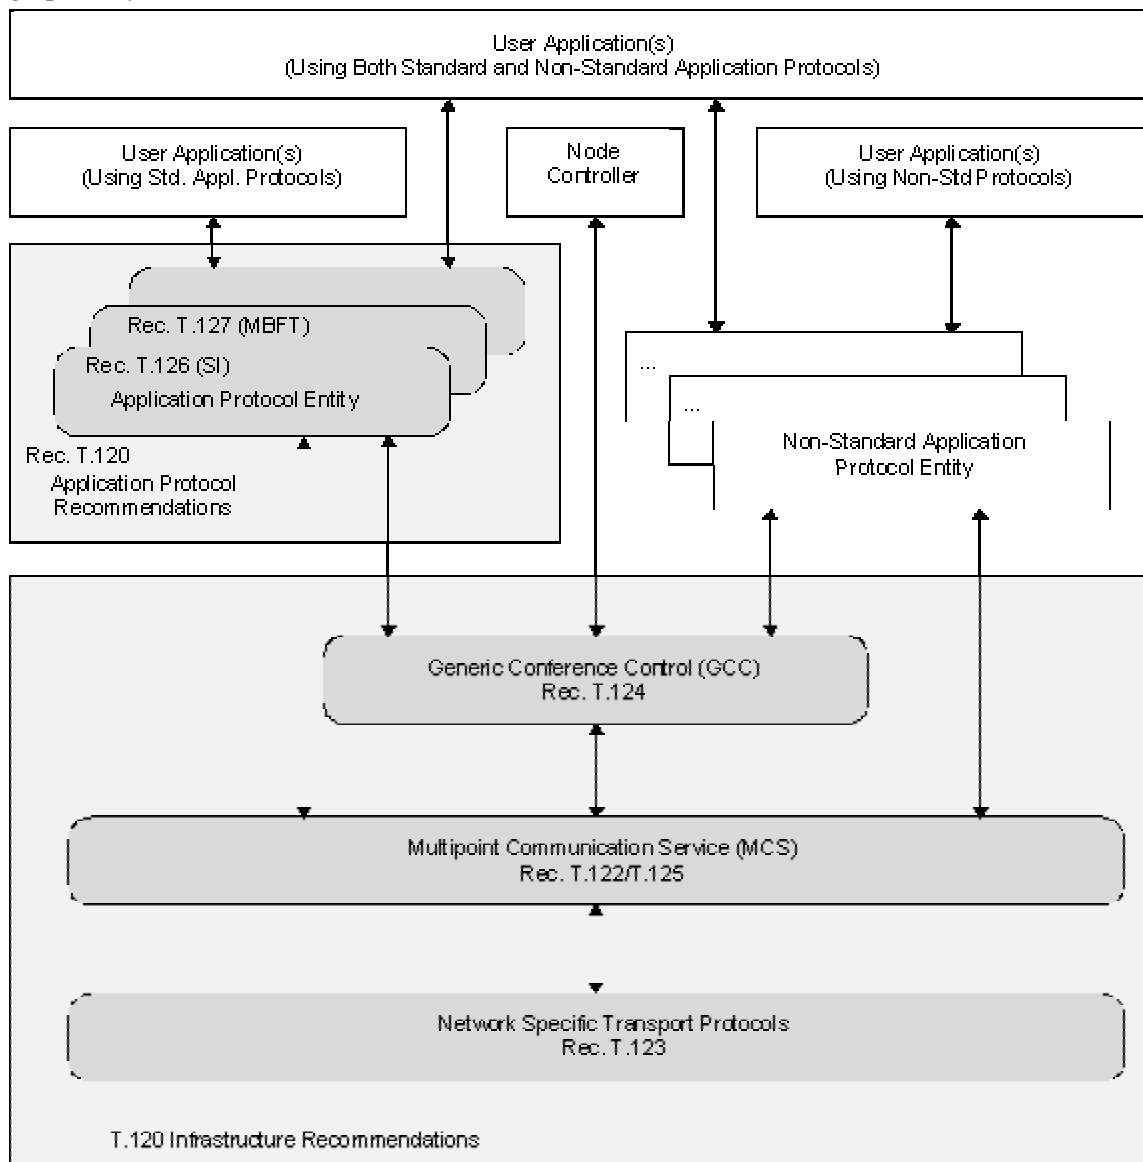 User Application(s)
(Using Both Standard and Non-Standard Application Protocols)
User Application(s)
(Using Std. Appl. Protocols)
Node
Controller
User Application(s)
(Using Non-Std Protocols)
Rec. T.127 (MBFT)
Rec. T.126 (SI)
Application Protocol Entity
Rec. T.120
Application Protocol
Recommendations
...
...
Non-Standard Application
Protocol Entity
Generic Conference Control (GCC)
Rec. T.124
Multipoint Communication Service (MCS)
Rec. T.122/T.125
Network Specific Transport Protocols
Rec. T.123
T.120 Infrastructure Recommendations